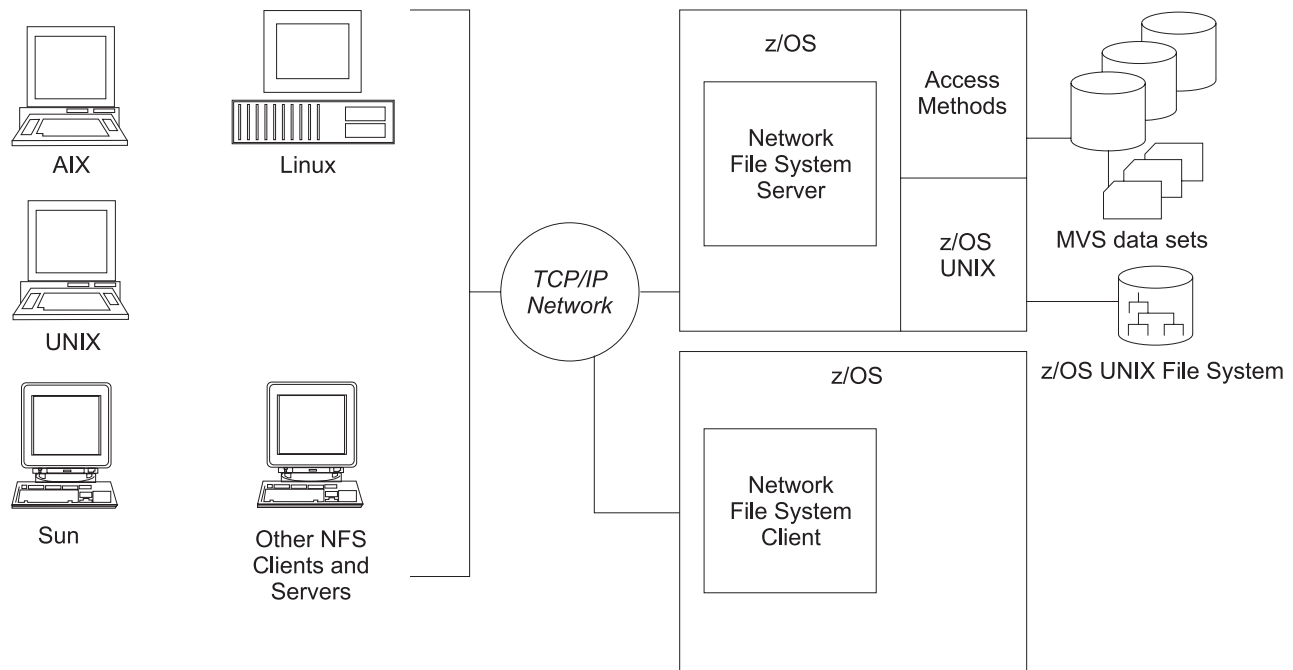 AIX
Linux
UNIX
Sun
Other NFS
Clients and
Servers
TCP/IP
Network
z/OS
Network
File System
Server
Access
Methods
z/OS
UNIX
MVS data sets
z/OS UNIX File System
z/OS
Network
File System
Client